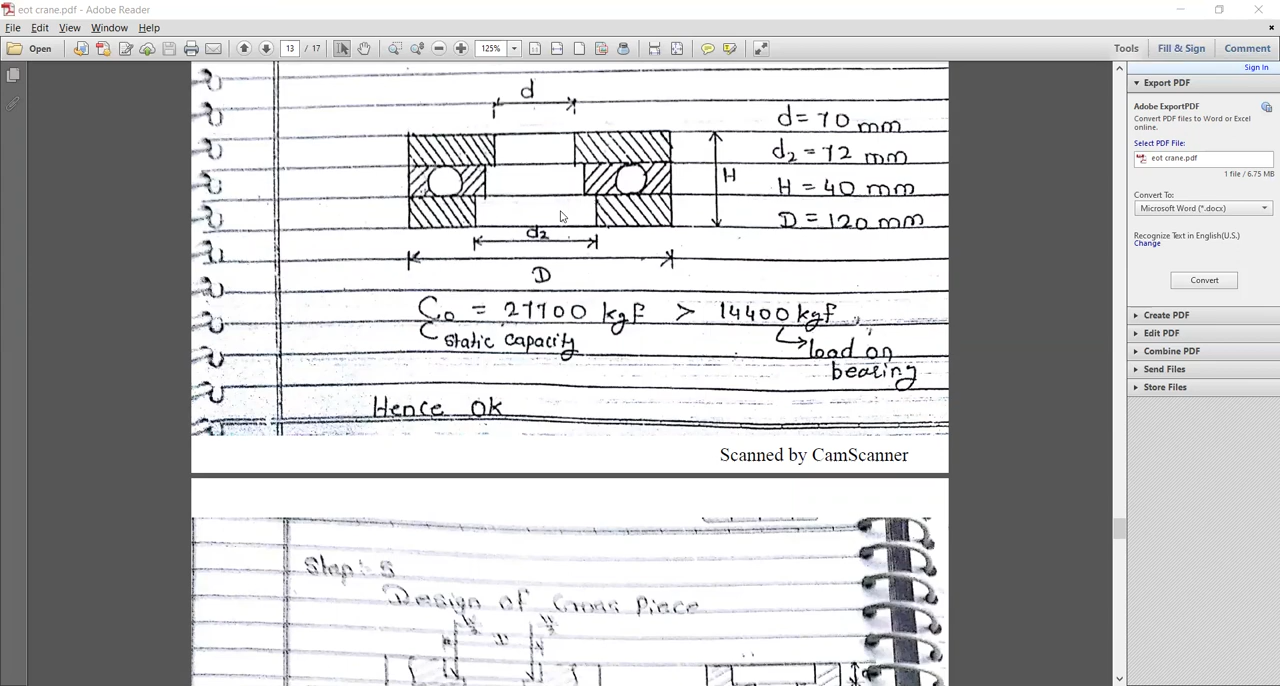 eot crane.pdf - Adobe Reader
File Edit View Window Help
Open 13 / 17 125% Tools Fill & Sign Comment
Sign In
Export PDF
Adobe ExportPDF
Convert PDF files to Word or Excel
online.
Select PDF File:
eot crane.pdf
1 file / 6.75 MB
Convert To:
Microsoft Word (*.docx)
Recognize Text in English(U.S.)
Change
Convert
Create PDF
Edit PDF
Combine PDF
Send Files
Store Files
d
d = 70 mm
d2 = 72 mm
H
H = 40 mm
D = 120 mm
d2
D
Co = 27700 kgf > 14400 kgf
static capacity
load on
bearing
Hence ok
Scanned by CamScanner
Step: 5
Design of Cross Piece